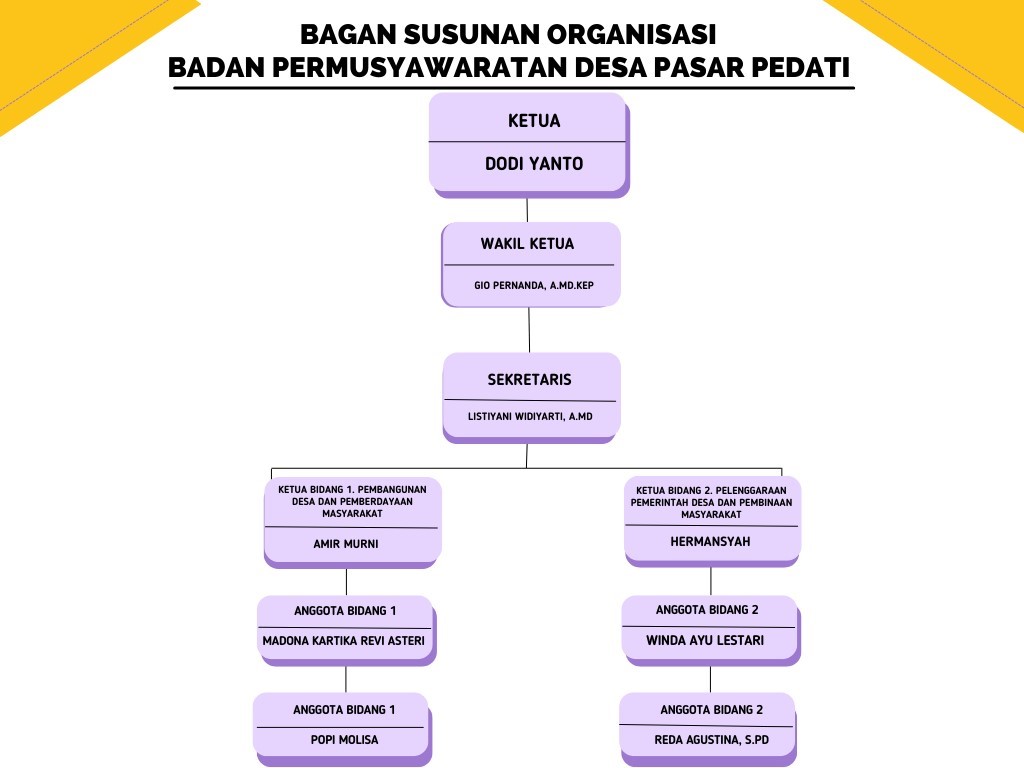 BAGAN SUSUNAN ORGANISASI
BADAN PERMUSYAWARATAN DESA PASAR PEDATI
KETUA
DODI YANTO
WAKIL KETUA
GIO PERNANDA, A.MD.KEP
SEKRETARIS
LISTIYANI WIDIYARTI, A.MD
KETUA BIDANG 1. PEMBANGUNAN
DESA DAN PEMBERDAYAAN
MASYARAKAT
AMIR MURNI
KETUA BIDANG 2. PELENGGARAAN
PEMERINTAH DESA DAN PEMBINAAN
MASYARAKAT
HERMANSYAH
ANGGOTA BIDANG 1
MADONA KARTIKA REVI ASTERI
ANGGOTA BIDANG 2
WINDA AYU LESTARI
ANGGOTA BIDANG 1
POPI MOLISA
ANGGOTA BIDANG 2
REDA AGUSTINA, S.PD